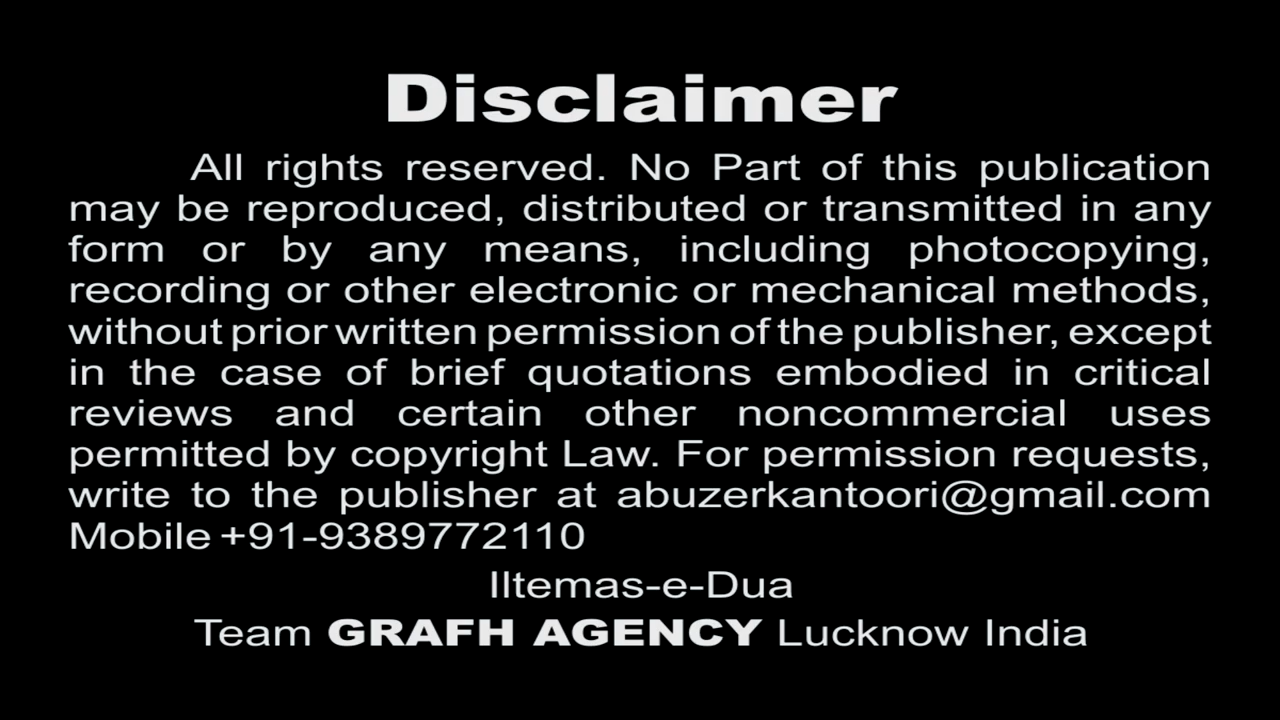 Disclaimer
All rights reserved. No Part of this publication
may be reproduced, distributed or transmitted in any
form or by any means, including photocopying,
recording or other electronic or mechanical methods,
without prior written permission of the publisher, except
in the case of brief quotations embodied in critical
reviews and certain other noncommercial uses
permitted by copyright Law. For permission requests,
write to the publisher at abuzerkantoori@gmail.com
Mobile +91-9389772110
IItemas-e-Dua
Team GRAFH AGENCY Lucknow India